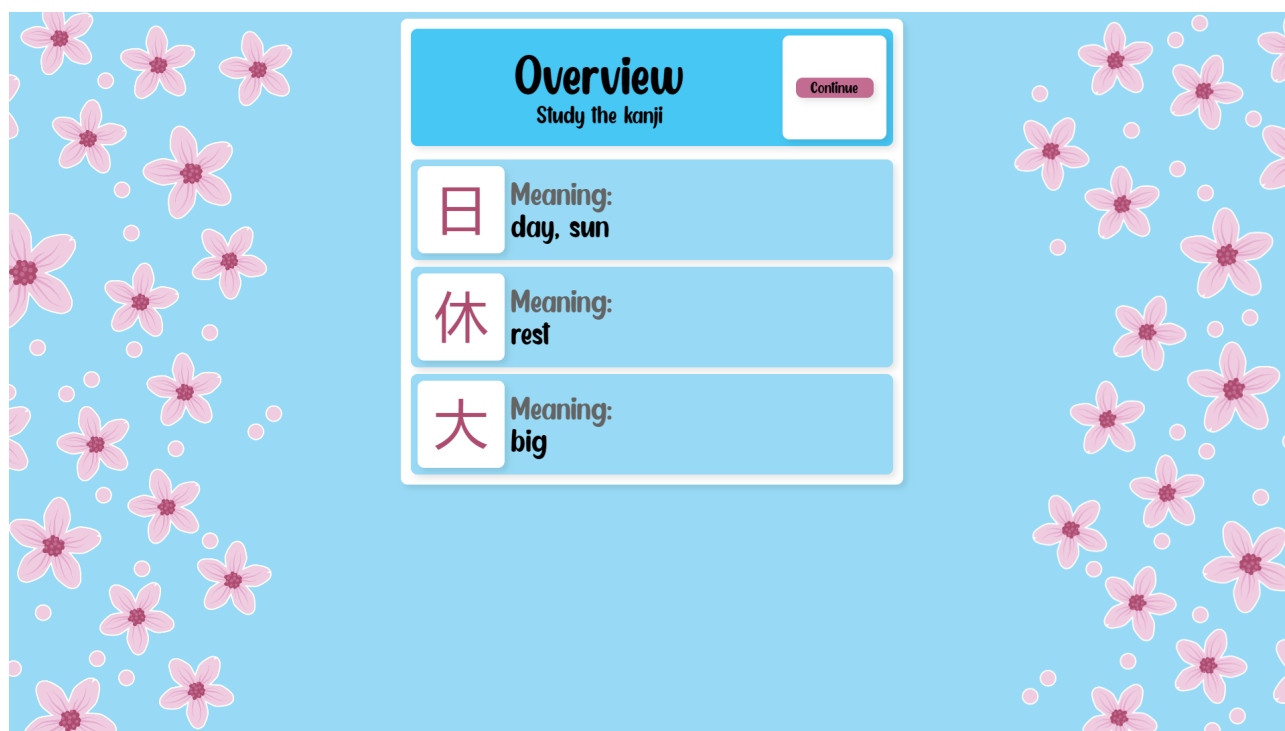 Overview
Study the kanji
Continue
日
Meaning:
day, sun
休
Meaning:
rest
大
Meaning:
big